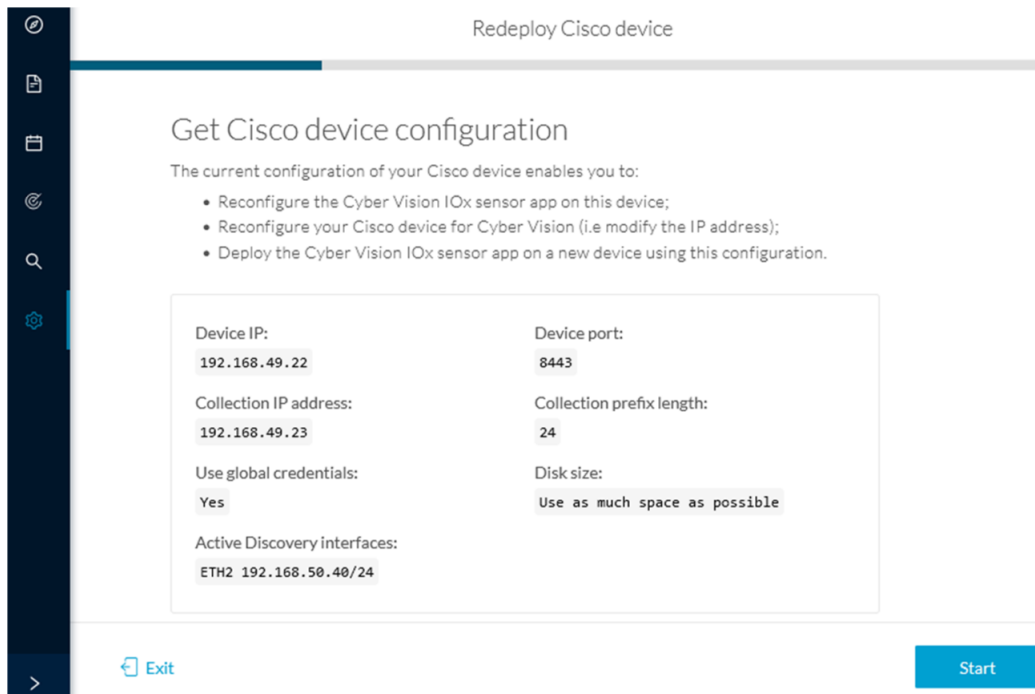 Redeploy Cisco device
Get Cisco device configuration
The current configuration of your Cisco device enables you to:
• Reconfigure the Cyber Vision IOx sensor app on this device;
• Reconfigure your Cisco device for Cyber Vision (i.e modify the IP address);
• Deploy the Cyber Vision IOx sensor app on a new device using this configuration.
Device IP:
192.168.49.22
Device port:
8443
Collection IP address:
192.168.49.23
Collection prefix length:
24
Use global credentials:
Yes
Disk size:
Use as much space as possible
Active Discovery interfaces:
ETH2 192.168.50.40/24
Exit
Start